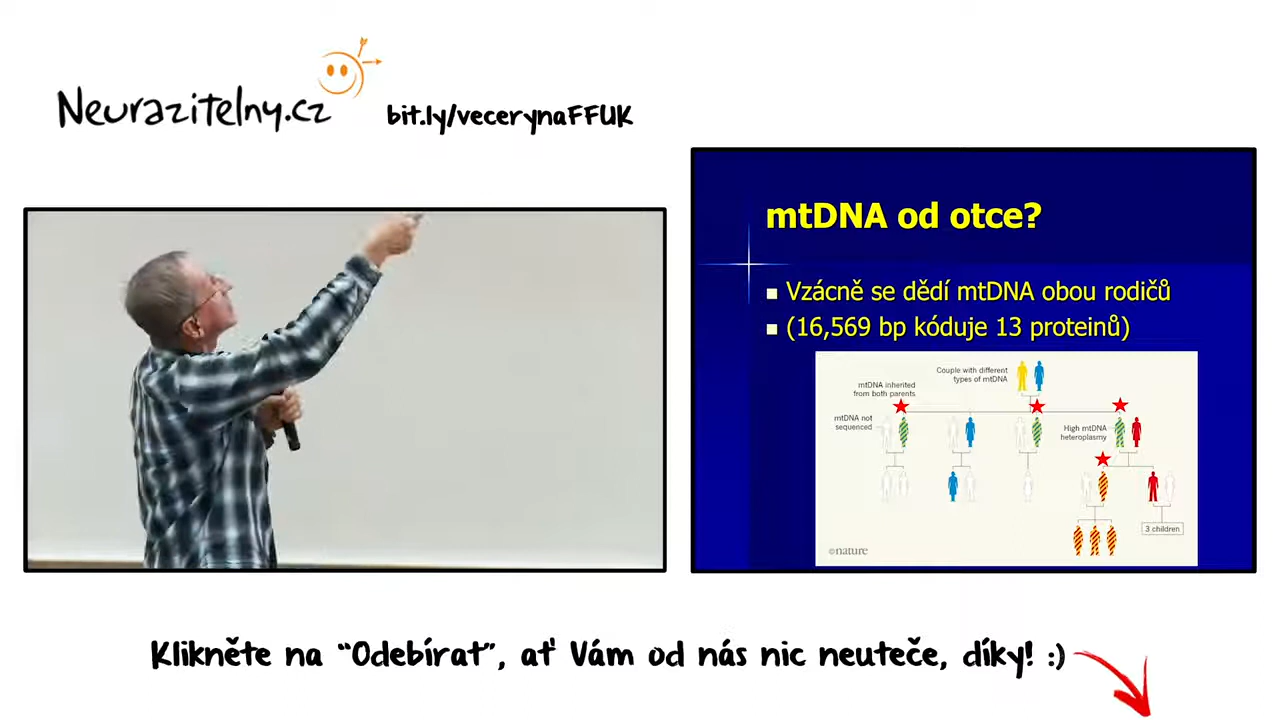 Neurazitelny.cz
bit.ly/vecerynaFFUK
mtDNA od otce?
Vzácně se dědí mtDNA obou rodičů
(16,569 bp kóduje 13 proteinů)
Couple with different
types of mtDNA
mtDNA inherited
from both parents
mtDNA not
sequenced
High mtDNA
heteroplasmy
3 children
©nature
Klikněte na “Odebírat”, ať Vám od nás nic neuteče, díky! :)